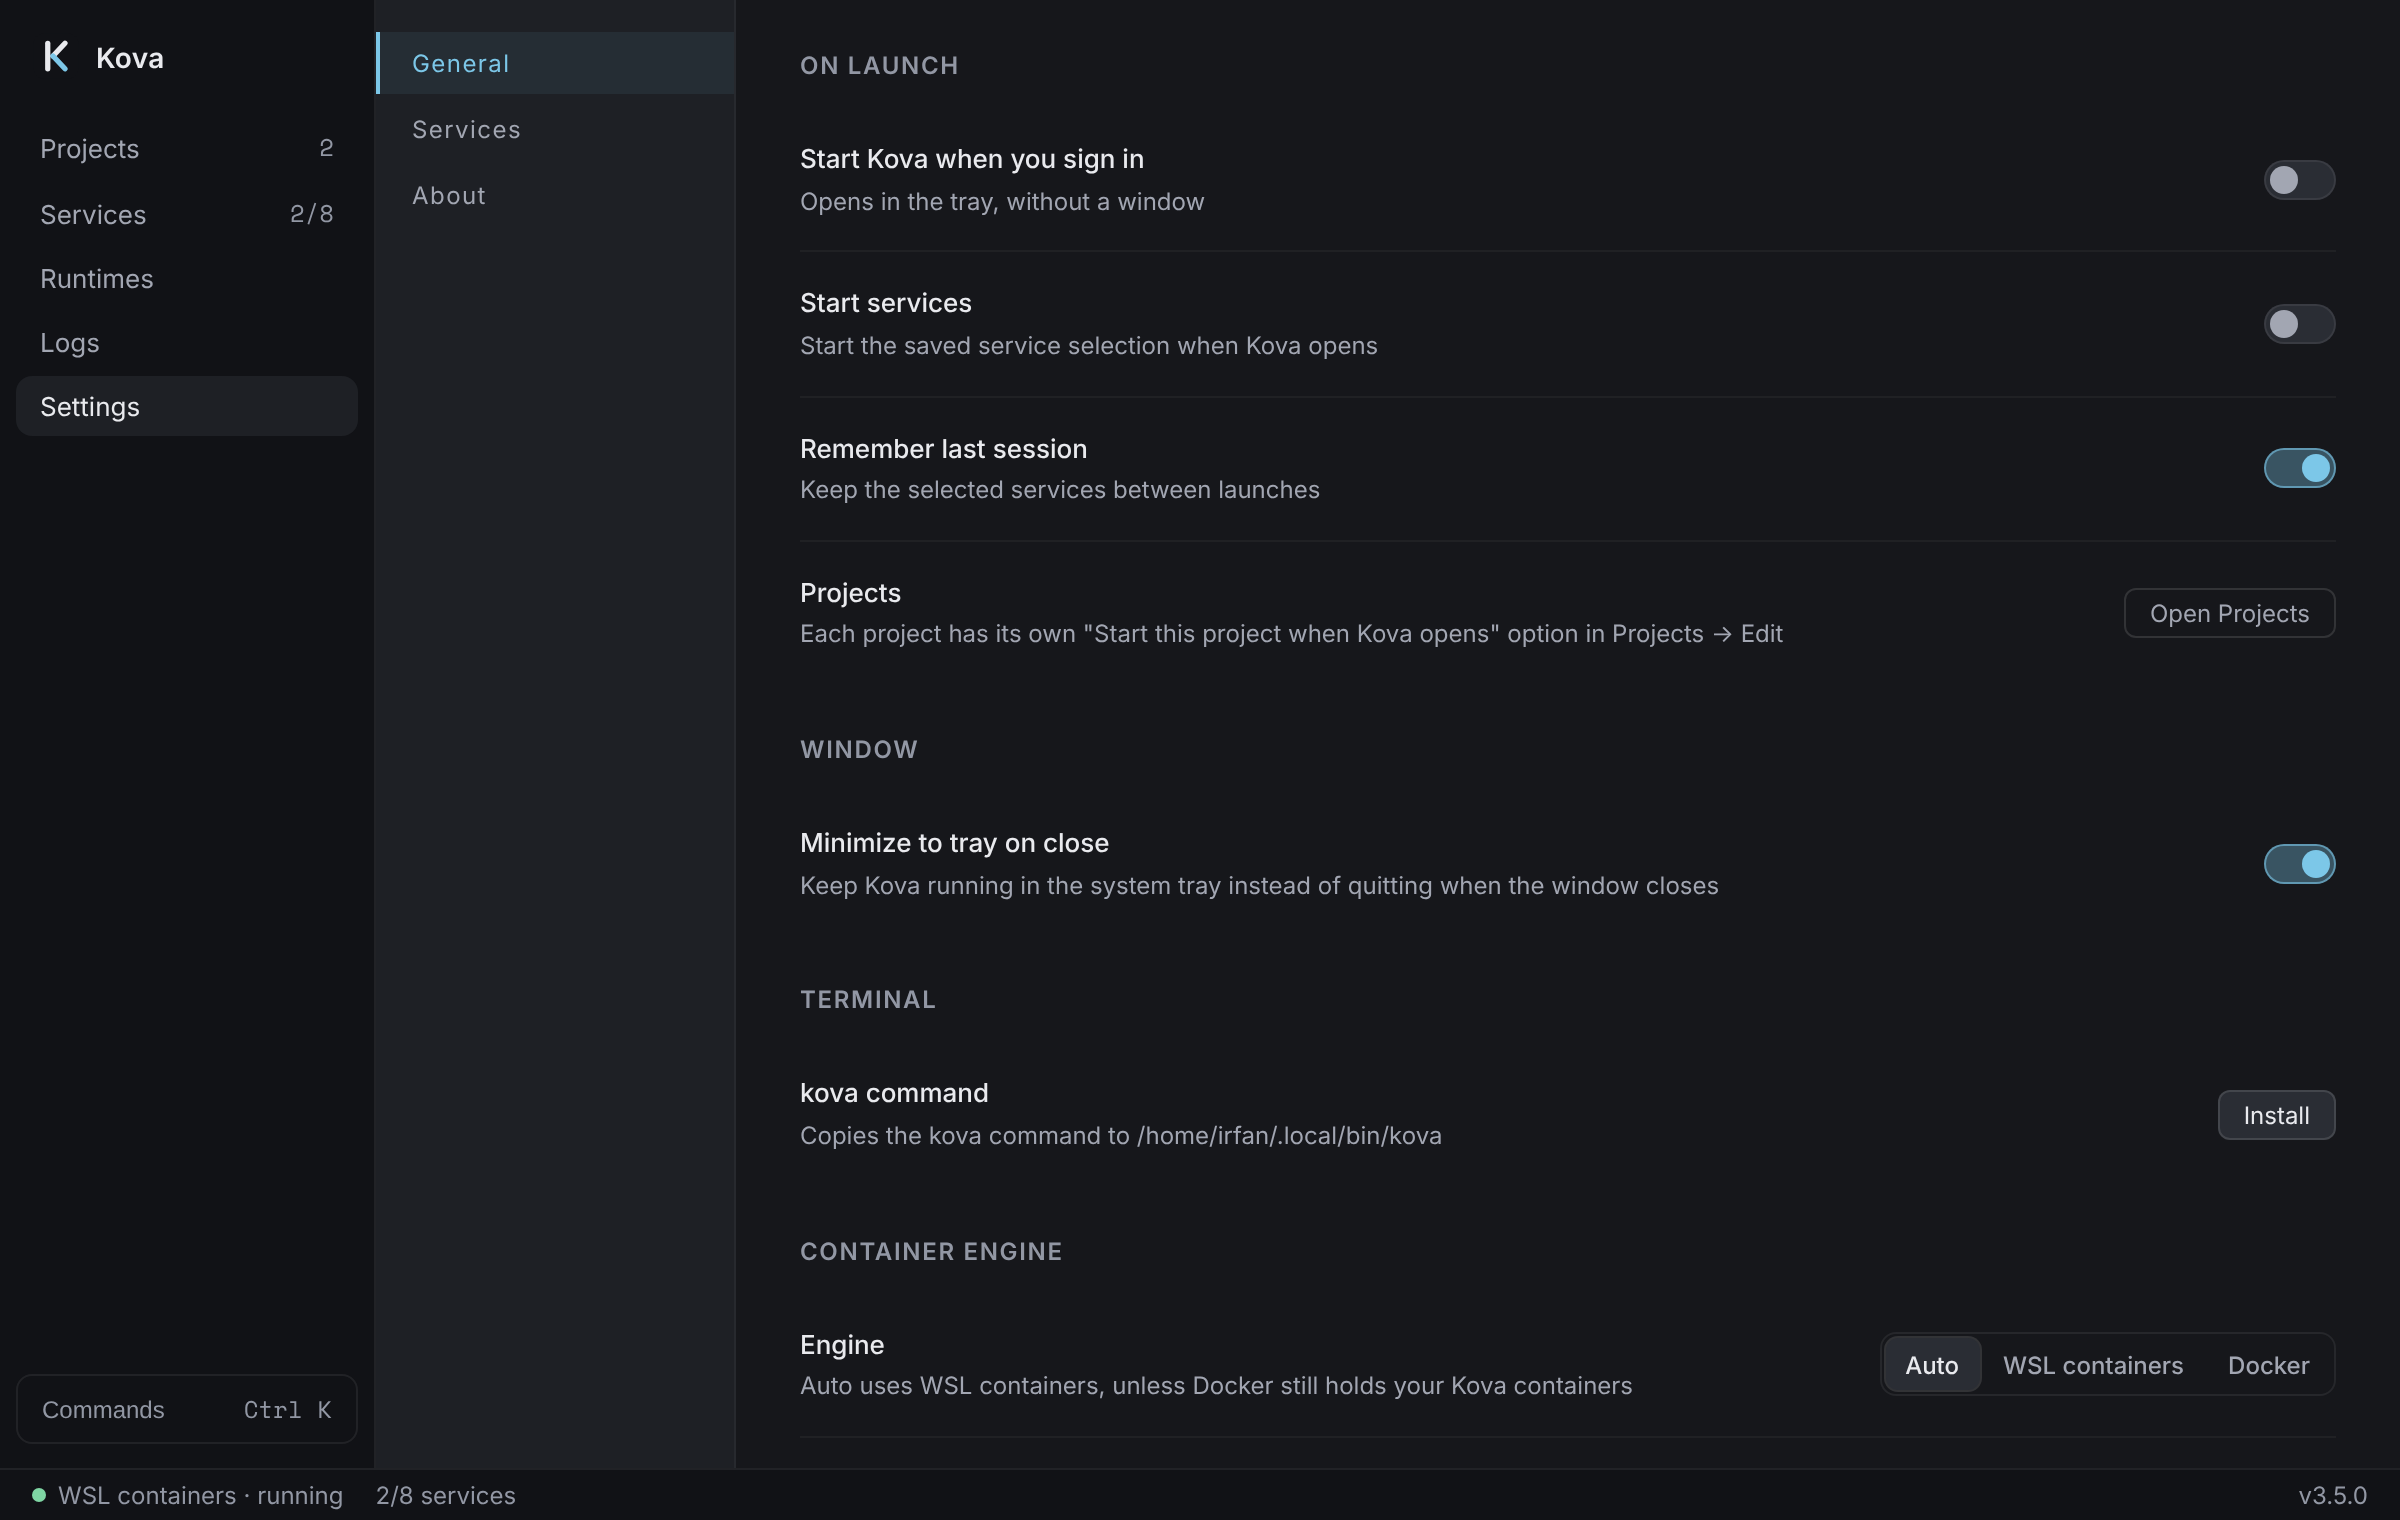 Kova
Projects 2
Services 2/8
Runtimes
Logs
Settings
Commands Ctrl K
General
Services
About
ON LAUNCH
Start Kova when you sign in
Opens in the tray, without a window
Start services
Start the saved service selection when Kova opens
Remember last session
Keep the selected services between launches
Projects
Each project has its own "Start this project when Kova opens" option in Projects → Edit
Open Projects
WINDOW
Minimize to tray on close
Keep Kova running in the system tray instead of quitting when the window closes
TERMINAL
kova command
Copies the kova command to /home/irfan/.local/bin/kova
Install
CONTAINER ENGINE
Engine
Auto uses WSL containers, unless Docker still holds your Kova containers
Auto WSL containers Docker
WSL containers · running 2/8 services v3.5.0